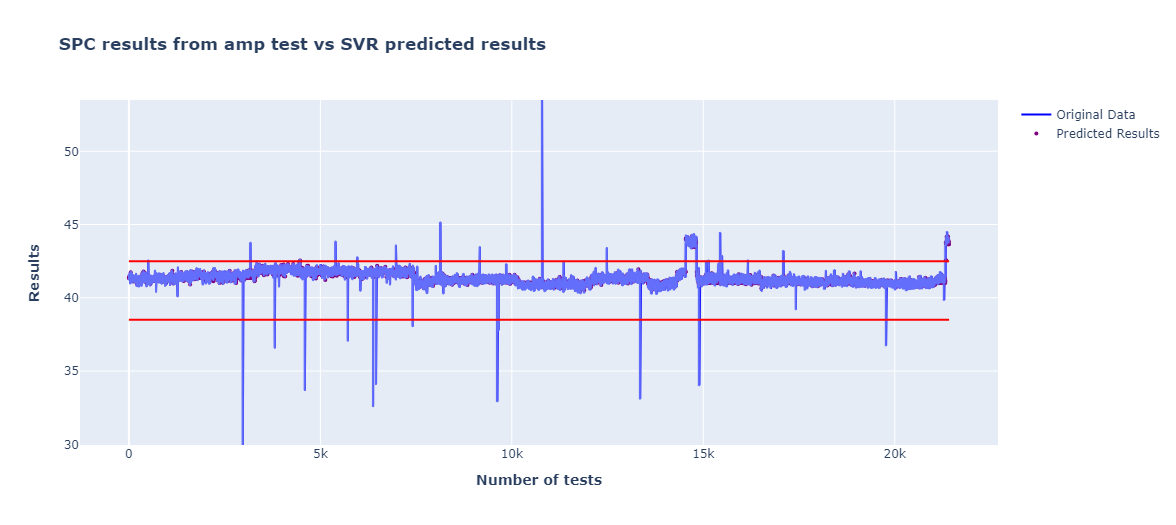 SPC results from amp test vs SVR predicted results
Original Data
Predicted Results
50
45
40
35
30
Results
0
5k
10k
15k
20k
Number of tests